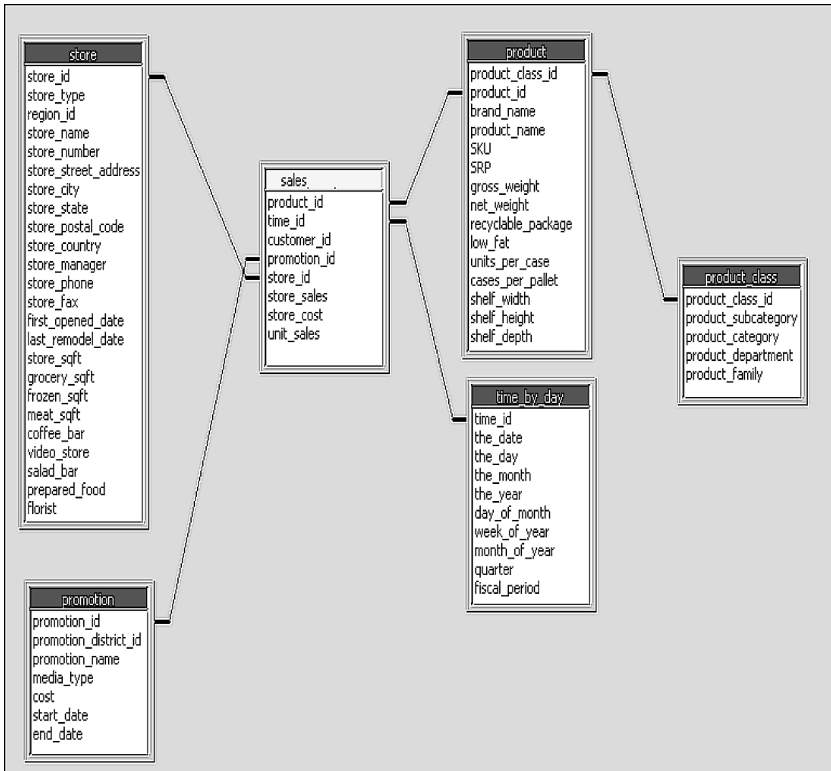 store
store_id
store_type
region_id
store_name
store_number
store_street_address
store_city
store_state
store_postal_code
store_country
store_manager
store_phone
store_fax
first_opened_date
last_remodel_date
store_sqft
grocery_sqft
frozen_sqft
meat_sqft
coffee_bar
video_store
salad_bar
prepared_food
florist
promotion
promotion_id
promotion_district_id
promotion_name
media_type
cost
start_date
end_date
sales
product_id
time_id
customer_id
promotion_id
store_id
store_sales
store_cost
unit_sales
product
product_class_id
product_id
brand_name
product_name
SKU
SRP
gross_weight
net_weight
recyclable_package
low_fat
units_per_case
cases_per_pallet
shelf_width
shelf_height
shelf_depth
time_by_day
time_id
the_date
the_day
the_month
the_year
day_of_month
week_of_year
month_of_year
quarter
fiscal_period
product_class
product_class_id
product_subcategory
product_category
product_department
product_family